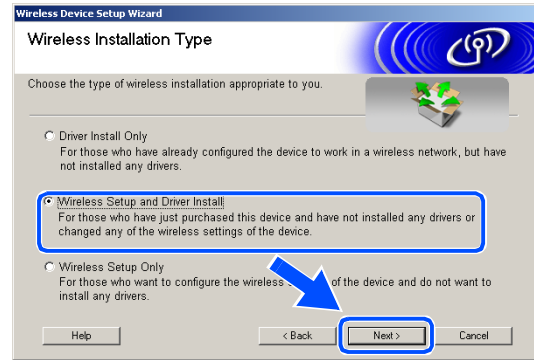 Wireless Device Setup Wizard
Wireless Installation Type
Choose the type of wireless installation appropriate to you.
Driver Install Only
For those who have already configured the device to work in a wireless network, but have
not installed any drivers.
Wireless Setup and Driver Install
For those who have just purchased this device and have not installed any drivers or
changed any of the wireless settings of the device.
Wireless Setup Only
For those who want to configure the wireless of the device and do not want to
install any drivers.
Help
< Back
Next >
Cancel